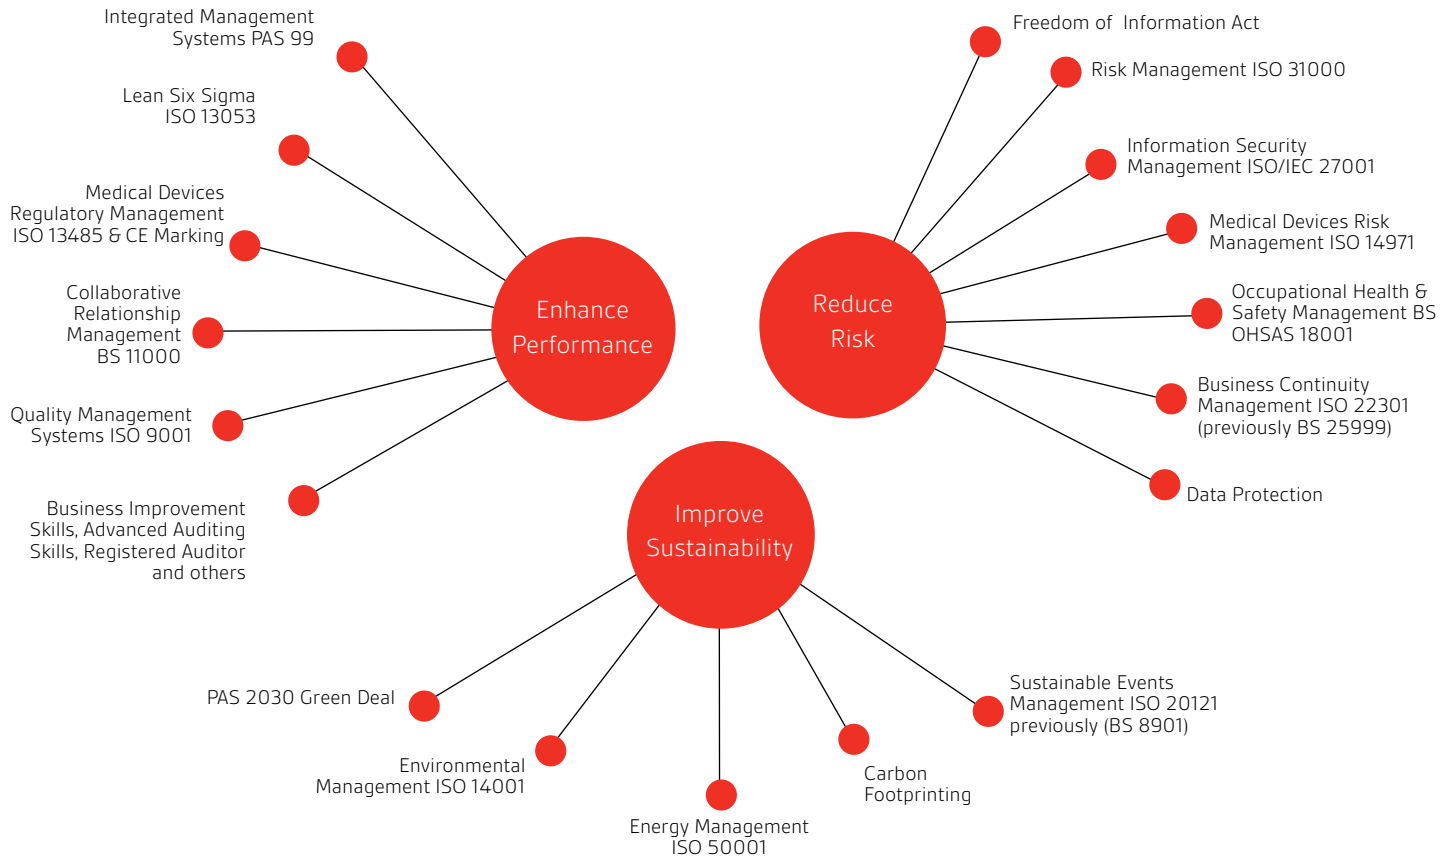 Integrated Management
Systems PAS 99
Lean Six Sigma
ISO 13053
Medical Devices
Regulatory Management
ISO 13485 & CE Marking
Collaborative
Relationship
Management
BS 11000
Quality Management
Systems ISO 9001
Business Improvement
Skills, Advanced Auditing
Skills, Registered Auditor
and others
Enhance
Performance
Freedom of Information Act
Risk Management ISO 31000
Information Security
Management ISO/IEC 27001
Medical Devices Risk
Management ISO 14971
Occupational Health &
Safety Management BS
OHSAS 18001
Business Continuity
Management ISO 22301
(previously BS 25999)
Data Protection
Reduce
Risk
Improve
Sustainability
PAS 2030 Green Deal
Environmental
Management ISO 14001
Energy Management
ISO 50001
Carbon
Footprinting
Sustainable Events
Management ISO 20121
previously (BS 8901)